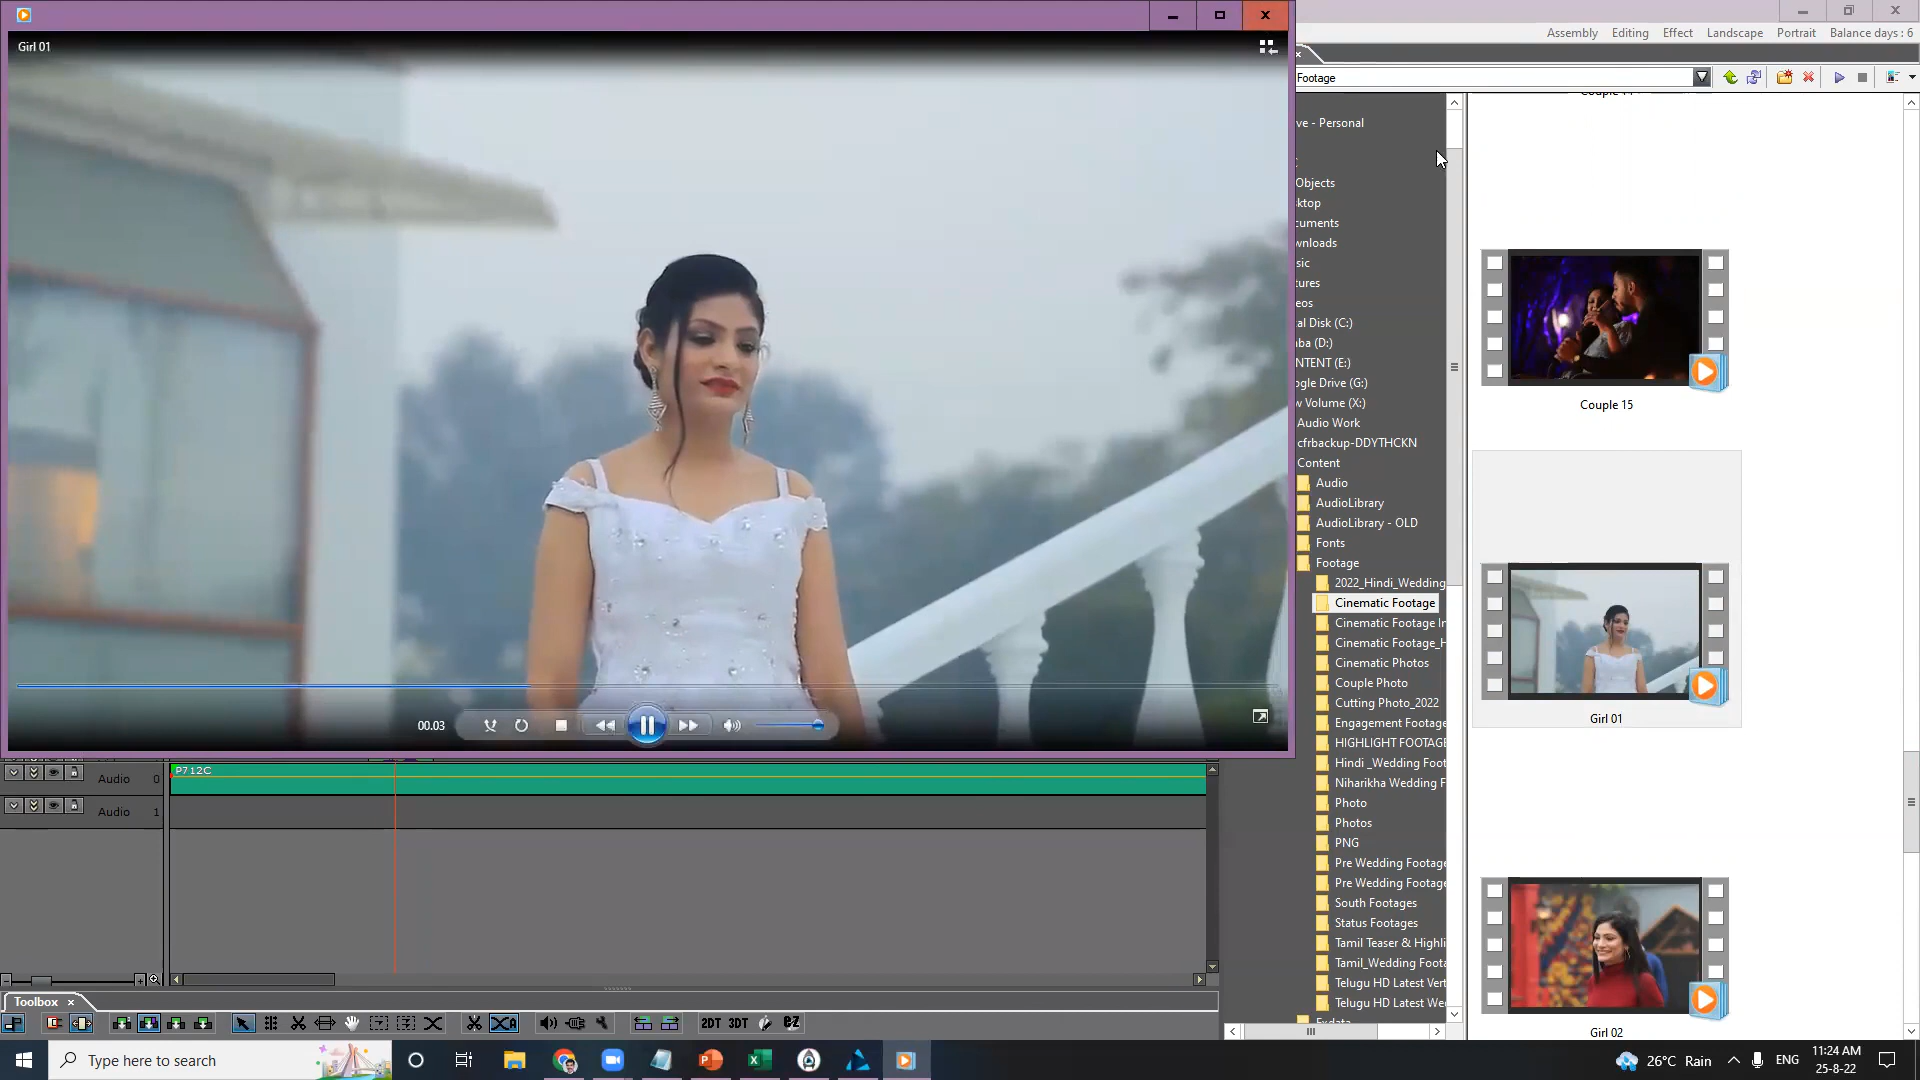 Girl 01
Assembly Editing Effect Landscape Portrait Balance days : 6
Footage
ve - Personal
Objects
ktop
cuments
wnloads
sic
tures
eos
al Disk (C:)
ba (D:)
NTENT (E:)
ogle Drive (G:)
w Volume (X:)
Audio Work
cfrbackup-DDYTHCKN
Content
Audio
AudioLibrary
AudioLibrary - OLD
Fonts
Footage
2022_Hindi_Wedding
Cinematic Footage
Cinematic Footage In
Cinematic Footage_H
Cinematic Photos
Couple Photo
Cutting Photo_2022
Engagement Footage
HIGHLIGHT FOOTAGE
Hindi _Wedding Foot
Niharikha Wedding F
Photo
Photos
PNG
Pre Wedding Footage
Pre Wedding Footage
South Footages
Status Footages
Tamil Teaser & Highli
Tamil_Wedding Foota
Telugu HD Latest Vert
Telugu HD Latest We
Couple 15
Girl 01
Girl 02
00.03
P712C
Audio 0
Audio 1
Toolbox
2DT 3DT
Type here to search
26°C Rain
ENG
11:24 AM
25-8-22